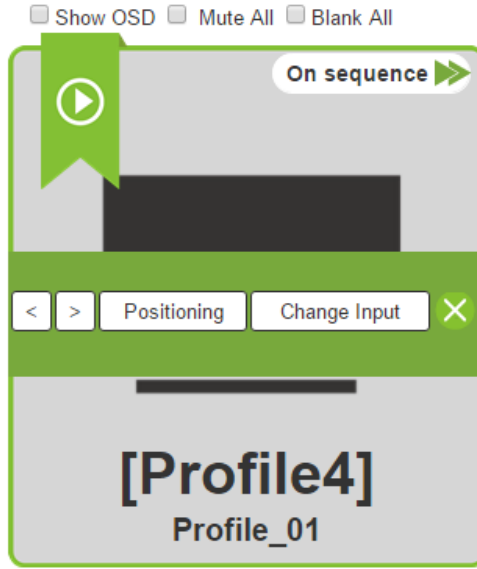 Show OSD Mute All Blank All
On sequence
< > Positioning Change Input
[Profile4]
Profile_01